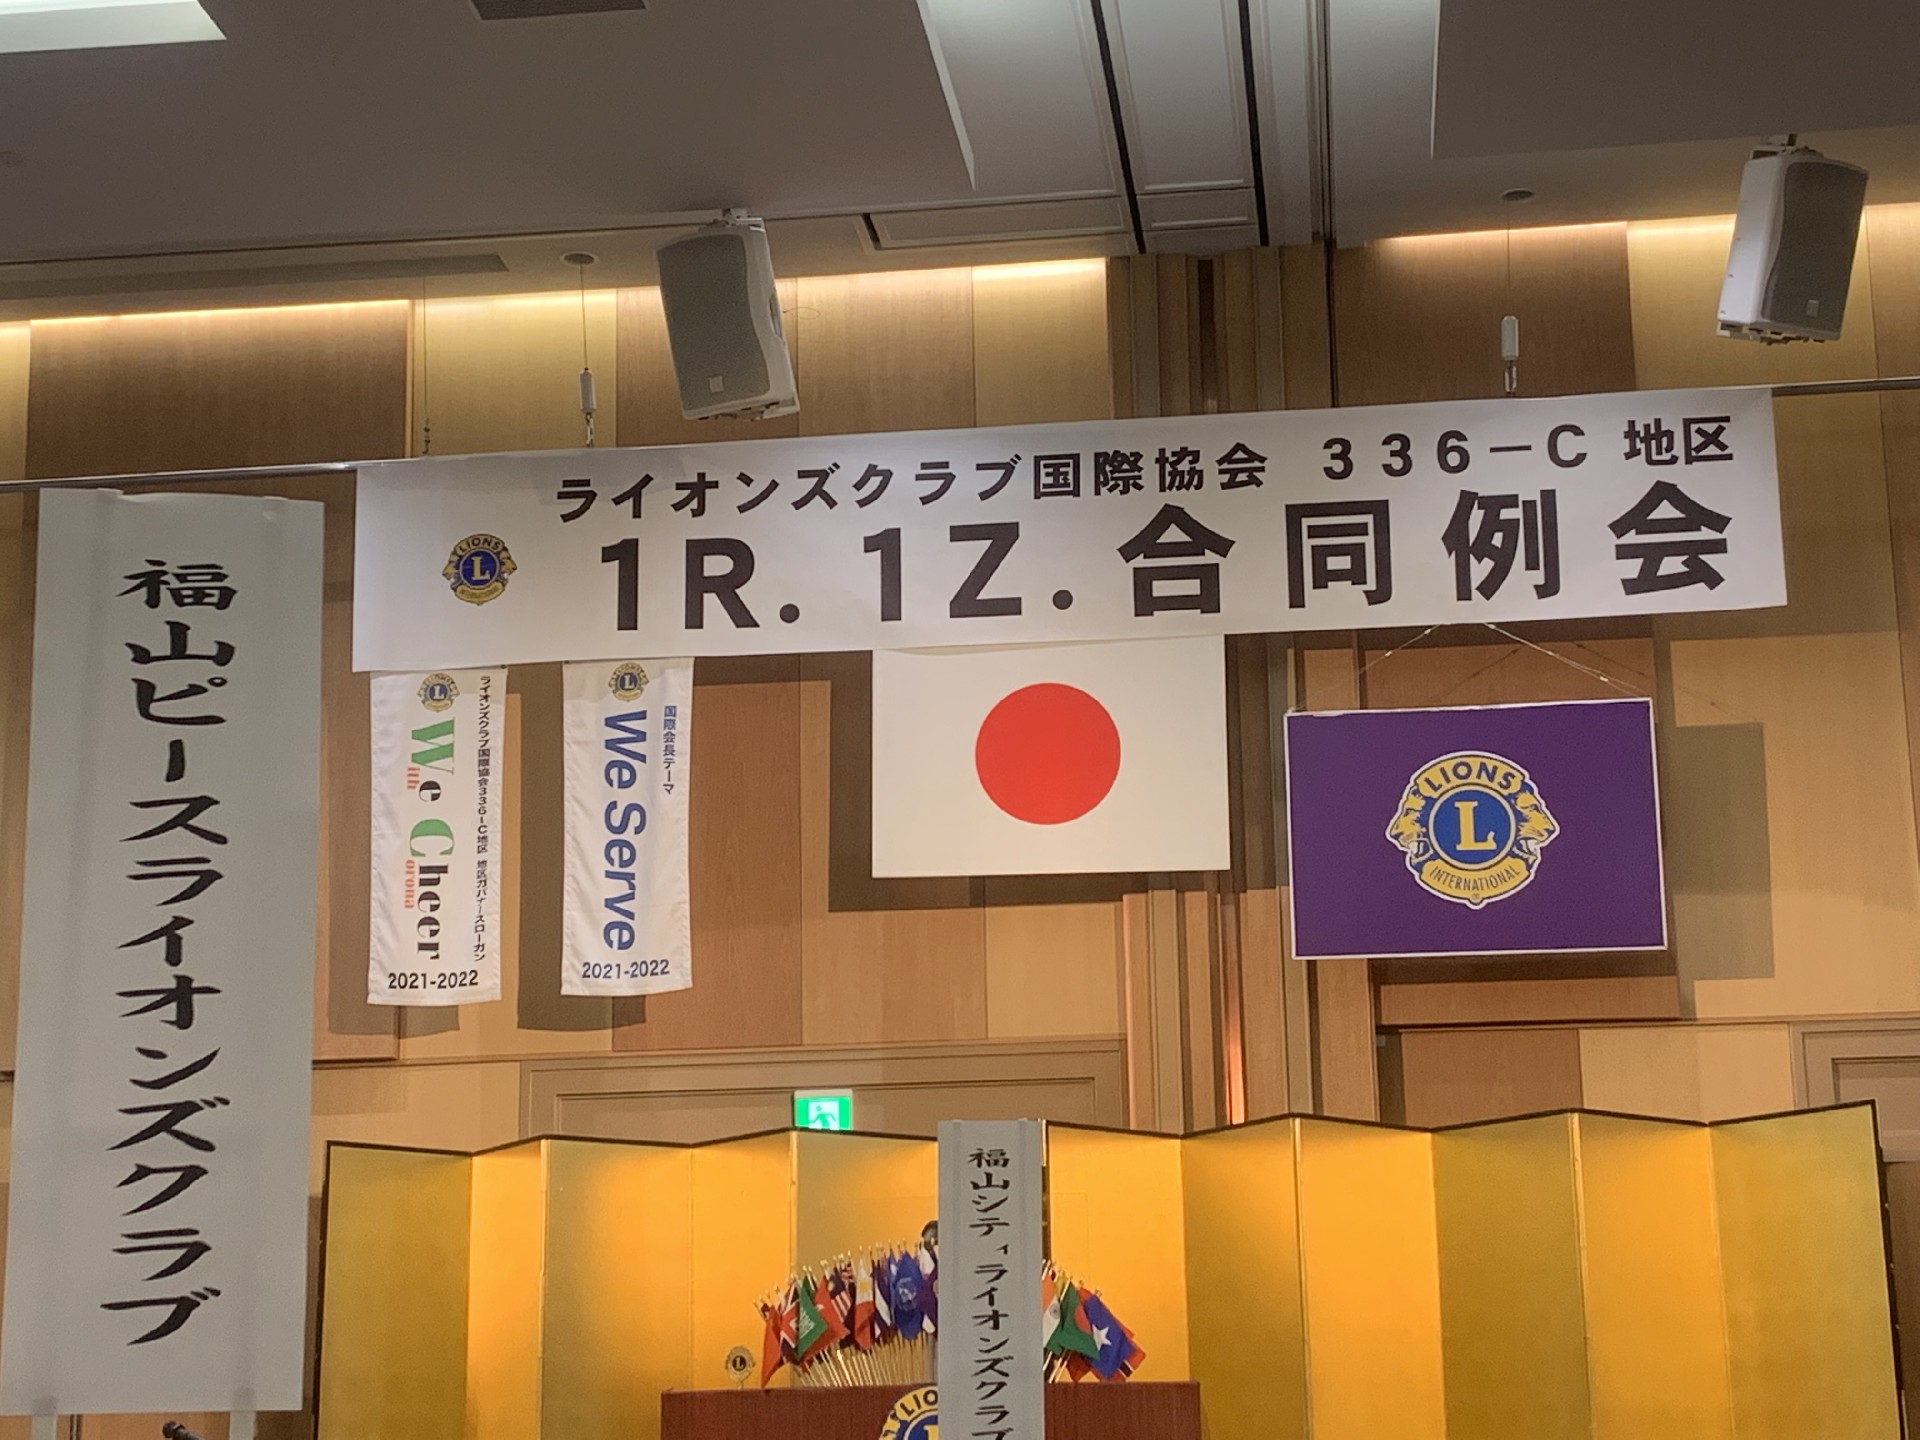 ライオンズクラブ国際協会 336-C 地区
1R. 1Z. 合同例会
LIONS
L
INTERNATIONAL
福山ピースライオンズクラブ
LIONS
L
ライオンズクラブ国際協会336-C地区 地区ガバナースローガン
We Cheer
With Corona
2021-2022
LIONS
L
国際会長テーマ
We Serve
2021-2022
LIONS
L
INTERNATIONAL
福山シティライオンズクラブ
LIONS